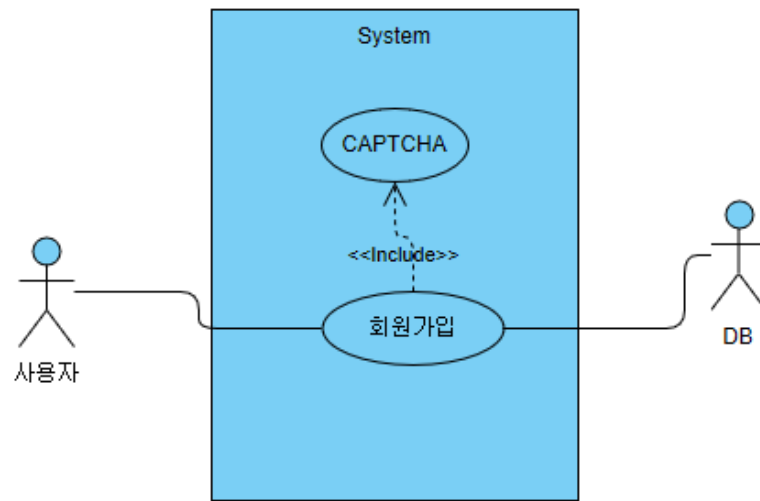 System
CAPTCHA
<<Include>>
회원가입
사용자
DB